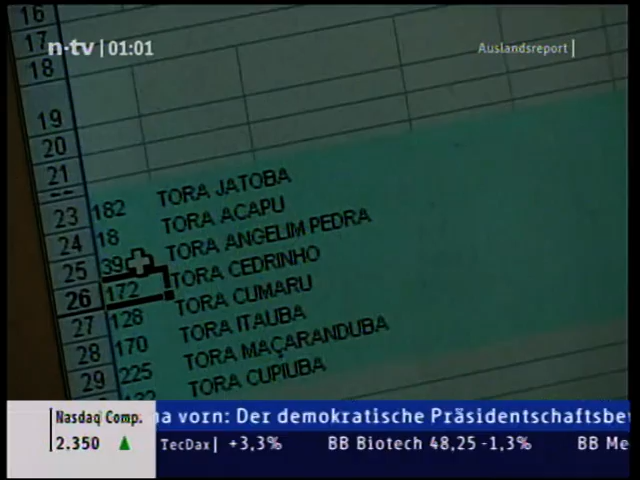 16
17
n-tv | 01:01
Auslandsreport
18
19
20
21
23 182 TORA JATOBA
24 18 TORA ACAPU
25 39 TORA ANGELIM PEDRA
26 172 TORA CEDRINHO
27 128 TORA CUMARU
28 170 TORA ITAUBA
29 225 TORA MAÇARANDUBA
TORA CUPIUBA
Nasdaq Comp.
2.350
vorn: Der demokratische Präsidentschaftsbe
TecDax| +3,3% BB Biotech 48,25 -1,3% BB Me